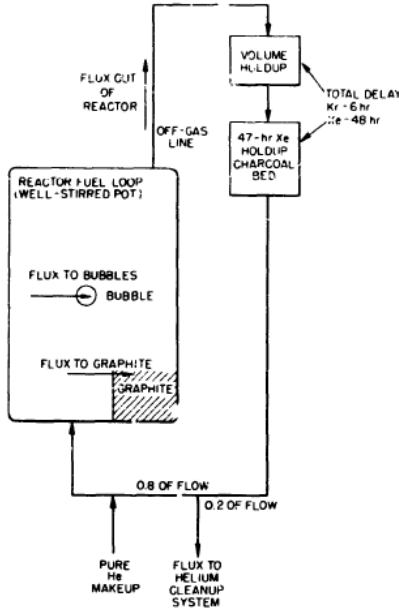 VOLUME
HOLDUP
FLUX OUT
OF
REACTOR
TOTAL DELAY
Kr - 6 hr
Xe - 48 hr
OFF-GAS
LINE
47-hr Xe
HOLDUP
CHARCOAL
BED
REACTOR FUEL LOOP
(WELL-STIRRED POT)
FLUX TO BUBBLES
BUBBLE
FLUX TO GRAPHITE
GRAPHITE
0.8 OF FLOW
0.2 OF FLOW
PURE
He
MAKEUP
FLUX TO
HELIUM
CLEANUP
SYSTEM